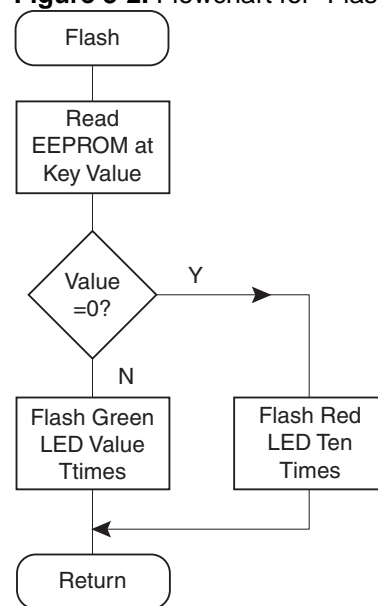 Figure 3-2. Flowchart for "Flas
Flash
Read
EEPROM at
Key Value
Value
=0?
Y
N
Flash Green
LED Value
Ttimes
Flash Red
LED Ten
Times
Return